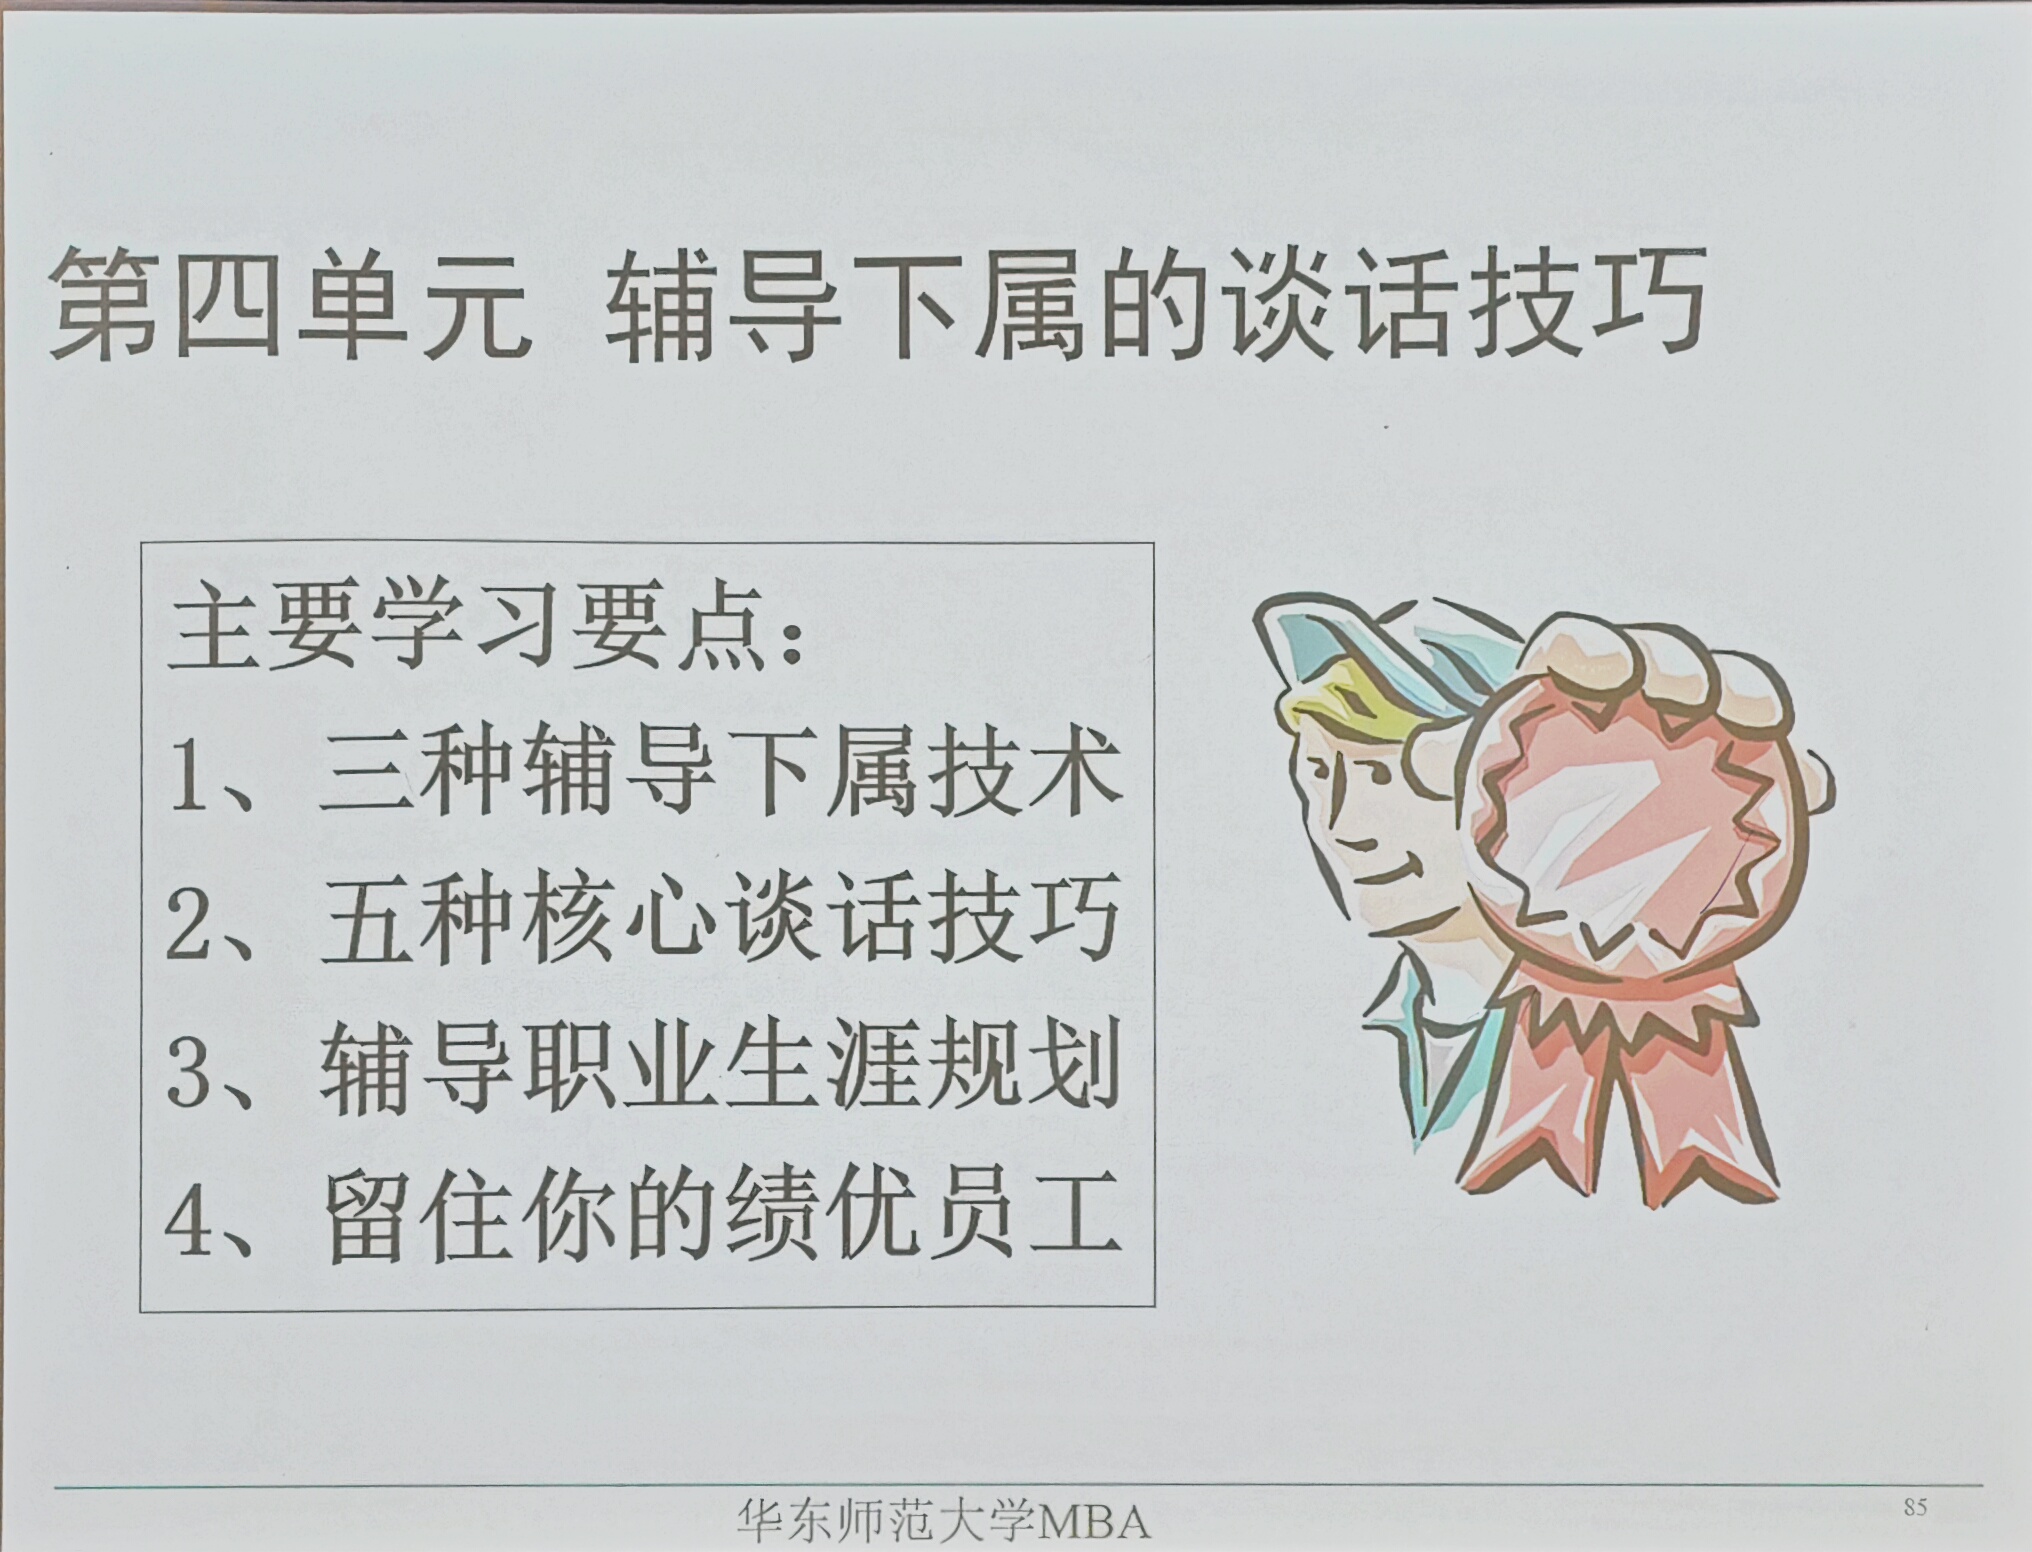 第四单元 辅导下属的谈话技巧
主要学习要点：
1、三种辅导下属技术
2、五种核心谈话技巧
3、辅导职业生涯规划
4、留住你的绩优员工
华东师范大学MBA
85